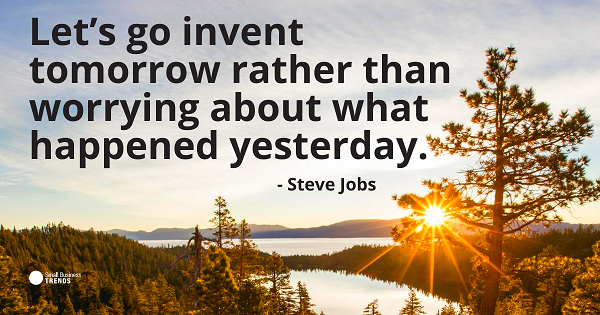 Let’s go invent
tomorrow rather than
worrying about what
happened yesterday.
- Steve Jobs
Small Business
TRENDS